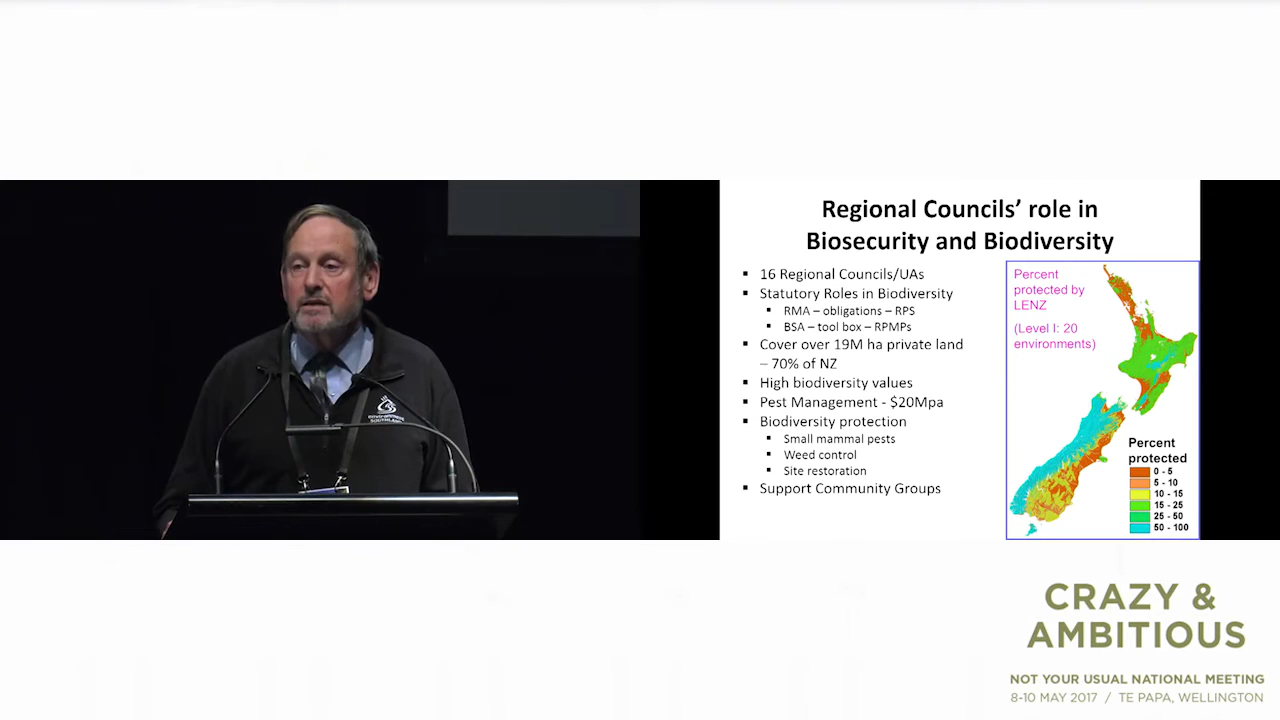 environment
SOUTHLAND
Regional Councils’ role in
Biosecurity and Biodiversity
▪ 16 Regional Councils/UAs
▪ Statutory Roles in Biodiversity
▪ RMA – obligations – RPS
▪ BSA – tool box – RPMPs
▪ Cover over 19M ha private land
– 70% of NZ
▪ High biodiversity values
▪ Pest Management - $20Mpa
▪ Biodiversity protection
▪ Small mammal pests
▪ Weed control
▪ Site restoration
▪ Support Community Groups
Percent
protected by
LENZ
(Level I: 20
environments)
Percent
protected
0 - 5
5 - 10
10 - 15
15 - 25
25 - 50
50 - 100
CRAZY &
AMBITIOUS
NOT YOUR USUAL NATIONAL MEETING
8-10 MAY 2017 / TE PAPA, WELLINGTON